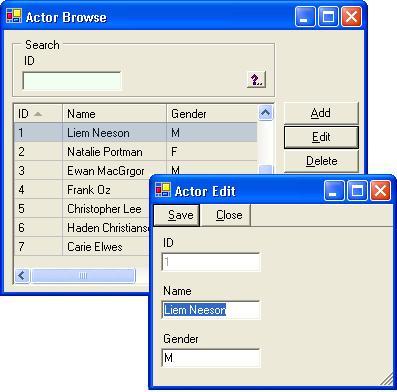 Actor Browse
Search
ID
?..
Add
Edit
Delete
ID Name Gender
1 Liem Neeson M
2 Natalie Portman F
3 Ewan MacGrgor M
4 Frank Oz
5 Christopher Lee
6 Haden Christians
7 Carie Elwes
Actor Edit
Save Close
ID
1
Name
Liem Neeson
Gender
M